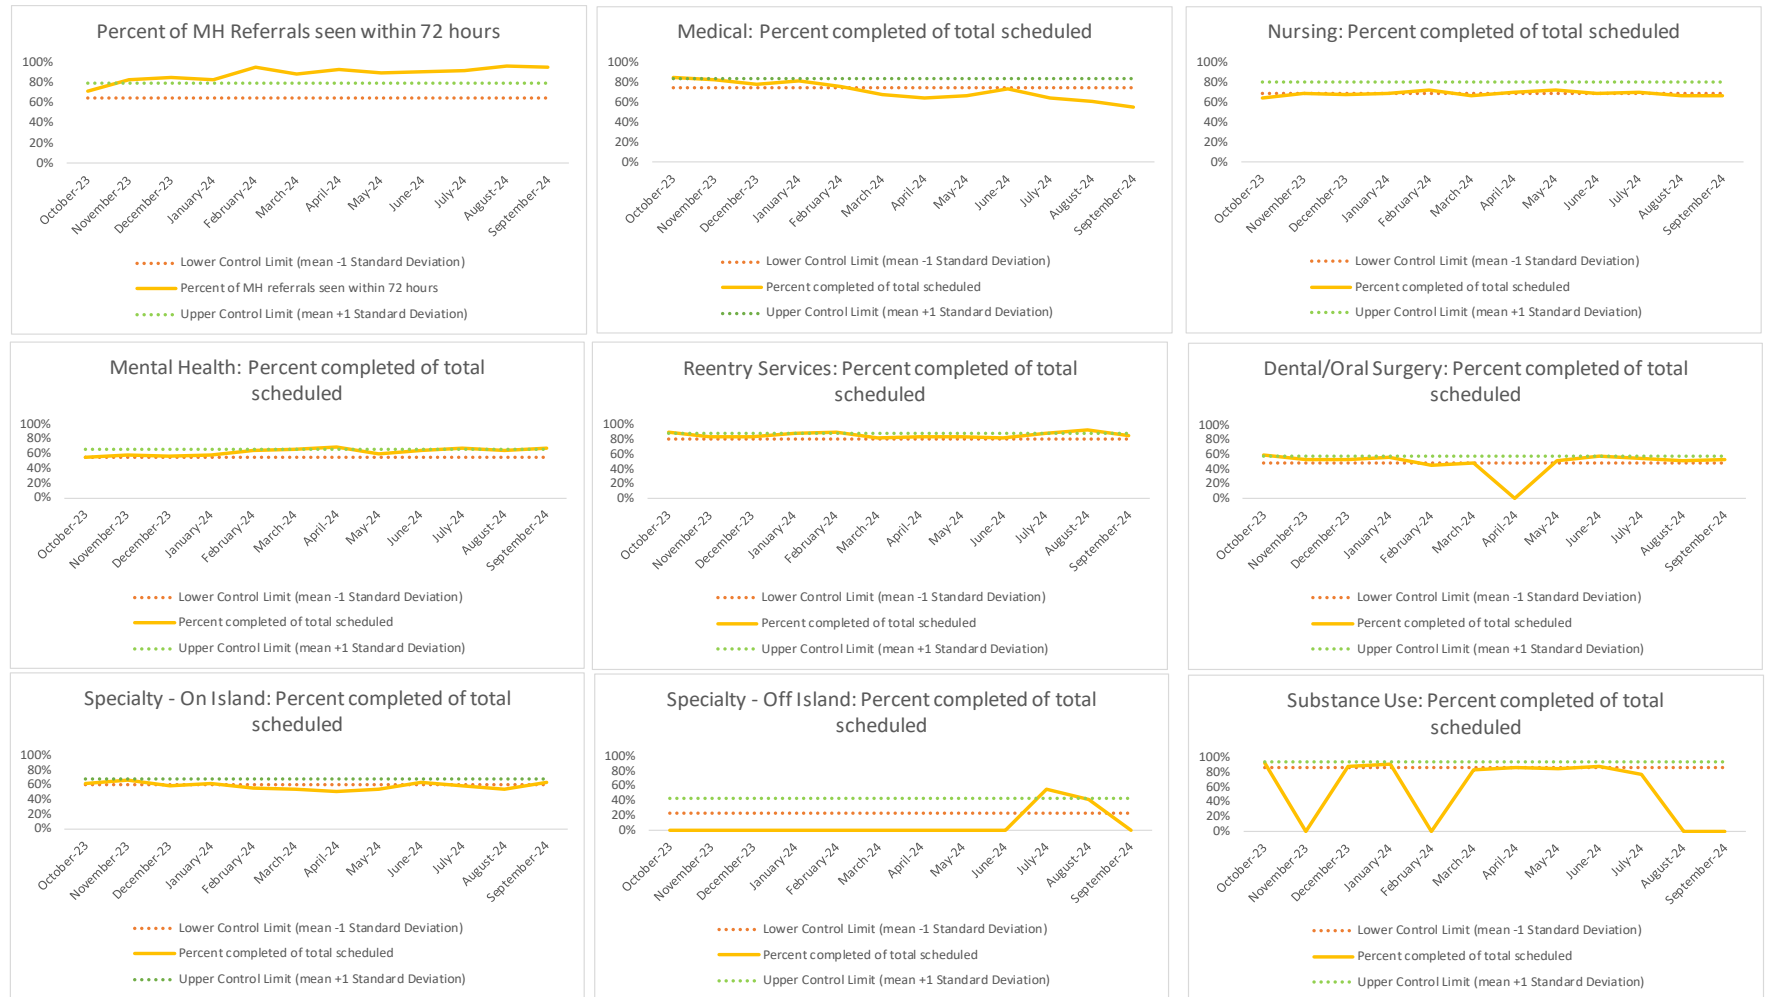 Percent of MH Referrals seen within 72 hours
100%
80%
60%
40%
20%
0%
October-23
November-23
December-23
January-24
February-24
March-24
April-24
May-24
June-24
July-24
August-24
September-24
Lower Control Limit (mean -1 Standard Deviation)
Percent of MH referrals seen within 72 hours
Upper Control Limit (mean +1 Standard Deviation)
Medical: Percent completed of total scheduled
100%
80%
60%
40%
20%
0%
October-23
November-23
December-23
January-24
February-24
March-24
April-24
May-24
June-24
July-24
August-24
September-24
Lower Control Limit (mean -1 Standard Deviation)
Percent completed of total scheduled
Upper Control Limit (mean +1 Standard Deviation)
Nursing: Percent completed of total scheduled
100%
80%
60%
40%
20%
0%
October-23
November-23
December-23
January-24
February-24
March-24
April-24
May-24
June-24
July-24
August-24
September-24
Lower Control Limit (mean -1 Standard Deviation)
Percent completed of total scheduled
Upper Control Limit (mean +1 Standard Deviation)
Mental Health: Percent completed of total
scheduled
100%
80%
60%
40%
20%
0%
October-23
November-23
December-23
January-24
February-24
March-24
April-24
May-24
June-24
July-24
August-24
September-24
Lower Control Limit (mean -1 Standard Deviation)
Percent completed of total scheduled
Upper Control Limit (mean +1 Standard Deviation)
Reentry Services: Percent completed of total
scheduled
100%
80%
60%
40%
20%
0%
October-23
November-23
December-23
January-24
February-24
March-24
April-24
May-24
June-24
July-24
August-24
September-24
Lower Control Limit (mean -1 Standard Deviation)
Percent completed of total scheduled
Upper Control Limit (mean +1 Standard Deviation)
Dental/Oral Surgery: Percent completed of total
scheduled
100%
80%
60%
40%
20%
0%
October-23
November-23
December-23
January-24
February-24
March-24
April-24
May-24
June-24
July-24
August-24
September-24
Lower Control Limit (mean -1 Standard Deviation)
Percent completed of total scheduled
Upper Control Limit (mean +1 Standard Deviation)
Specialty - On Island: Percent completed of total
scheduled
100%
80%
60%
40%
20%
0%
October-23
November-23
December-23
January-24
February-24
March-24
April-24
May-24
June-24
July-24
August-24
September-24
Lower Control Limit (mean -1 Standard Deviation)
Percent completed of total scheduled
Upper Control Limit (mean +1 Standard Deviation)
Specialty - Off Island: Percent completed of total
scheduled
100%
80%
60%
40%
20%
0%
October-23
November-23
December-23
January-24
February-24
March-24
April-24
May-24
June-24
July-24
August-24
September-24
Lower Control Limit (mean -1 Standard Deviation)
Percent completed of total scheduled
Upper Control Limit (mean +1 Standard Deviation)
Substance Use: Percent completed of total
scheduled
100%
80%
60%
40%
20%
0%
October-23
November-23
December-23
January-24
February-24
March-24
April-24
May-24
June-24
July-24
August-24
September-24
Lower Control Limit (mean -1 Standard Deviation)
Percent completed of total scheduled
Upper Control Limit (mean +1 Standard Deviation)